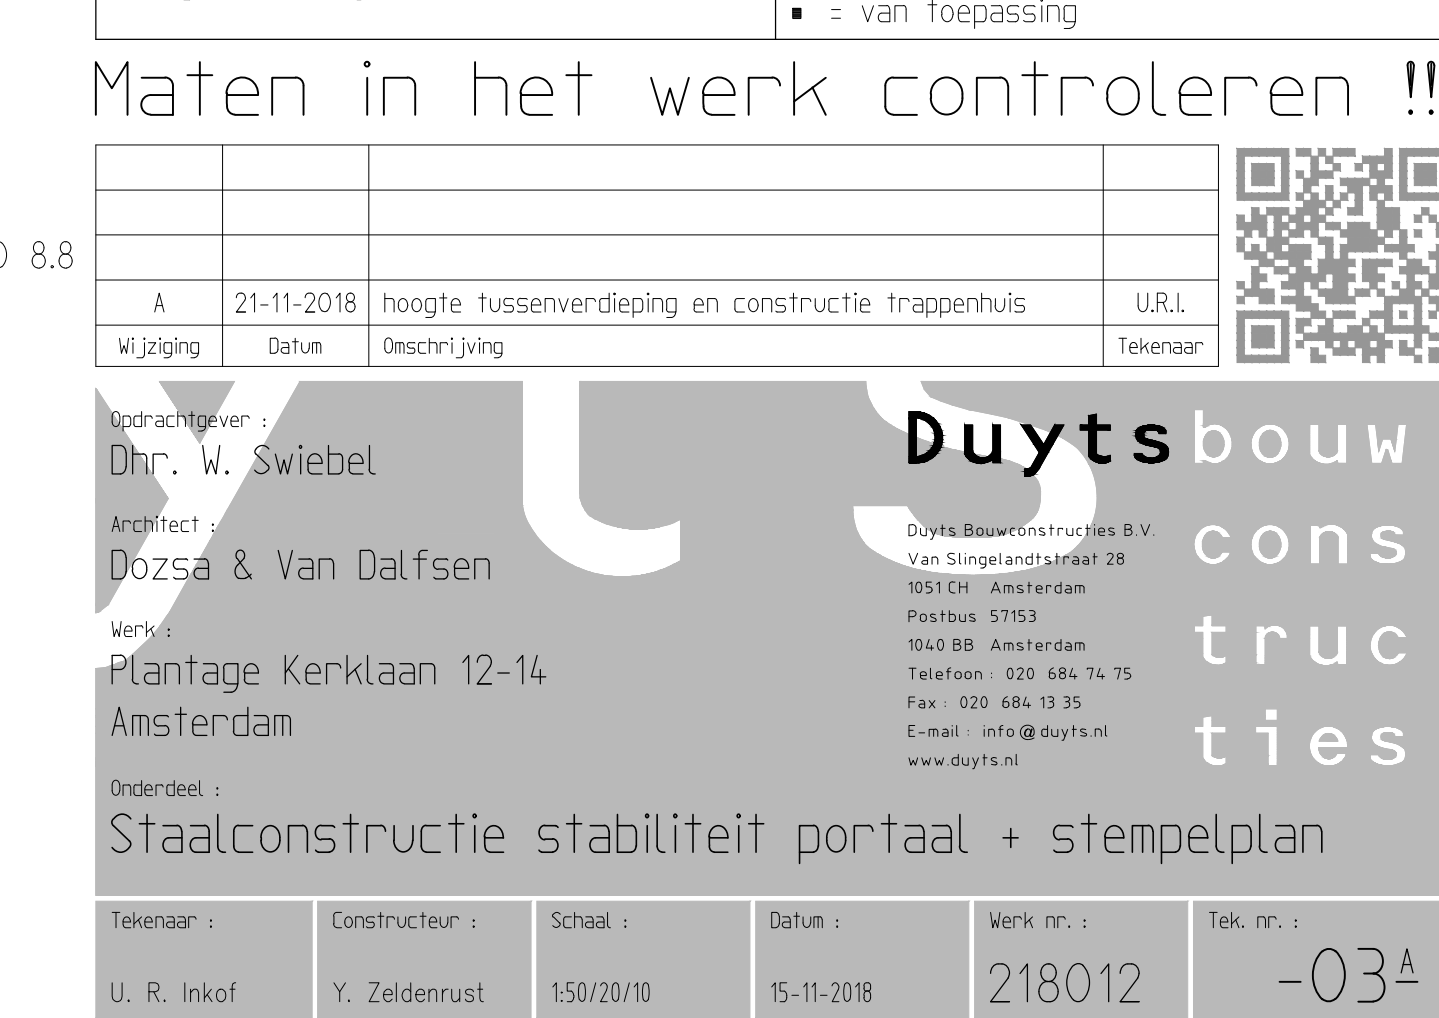 = van toepassing
Maten in het werk controleren !!
8.8
A 21-11-2018 hoogte tussenverdieping en constructie trappenhuis U.R.I.
Wijziging Datum Omschrijving Tekenaar
yts
Opdrachtgever :
Dhr. W. Swiebel
Architect :
Dozsa & Van Dalfsen
Werk :
Plantage Kerklaan 12-14
Amsterdam
Duyts bouw
cons
truc
ties
Duyts Bouwconstructies B.V.
Van Slingelandtstraat 28
1051 CH Amsterdam
Postbus 57153
1040 BB Amsterdam
Telefoon : 020 684 74 75
Fax : 020 684 13 35
E-mail : info@duyts.nl
www.duyts.nl
Onderdeel :
Staalconstructie stabiliteit portaal + stempelplan
Tekenaar : Constructeur : Schaal : Datum : Werk nr. : Tek. nr. :
U. R. Inkof Y. Zeldenrust 1:50/20/10 15-11-2018 218012 -03A